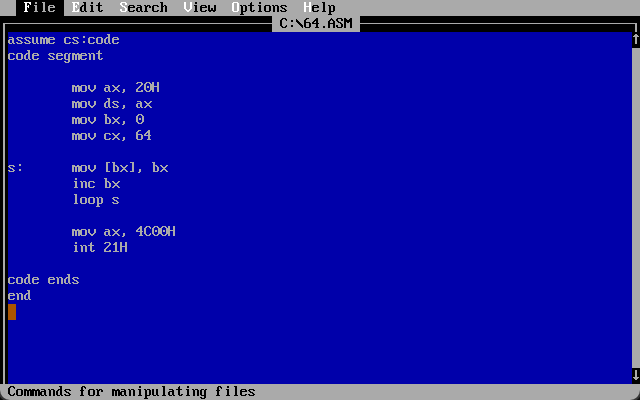 File Edit Search View Options Help
C:\64.ASM
assume cs:code
code segment
mov ax, 20H
mov ds, ax
mov bx, 0
mov cx, 64
s: mov [bx], bx
inc bx
loop s
mov ax, 4C00H
int 21H
code ends
end
Commands for manipulating files